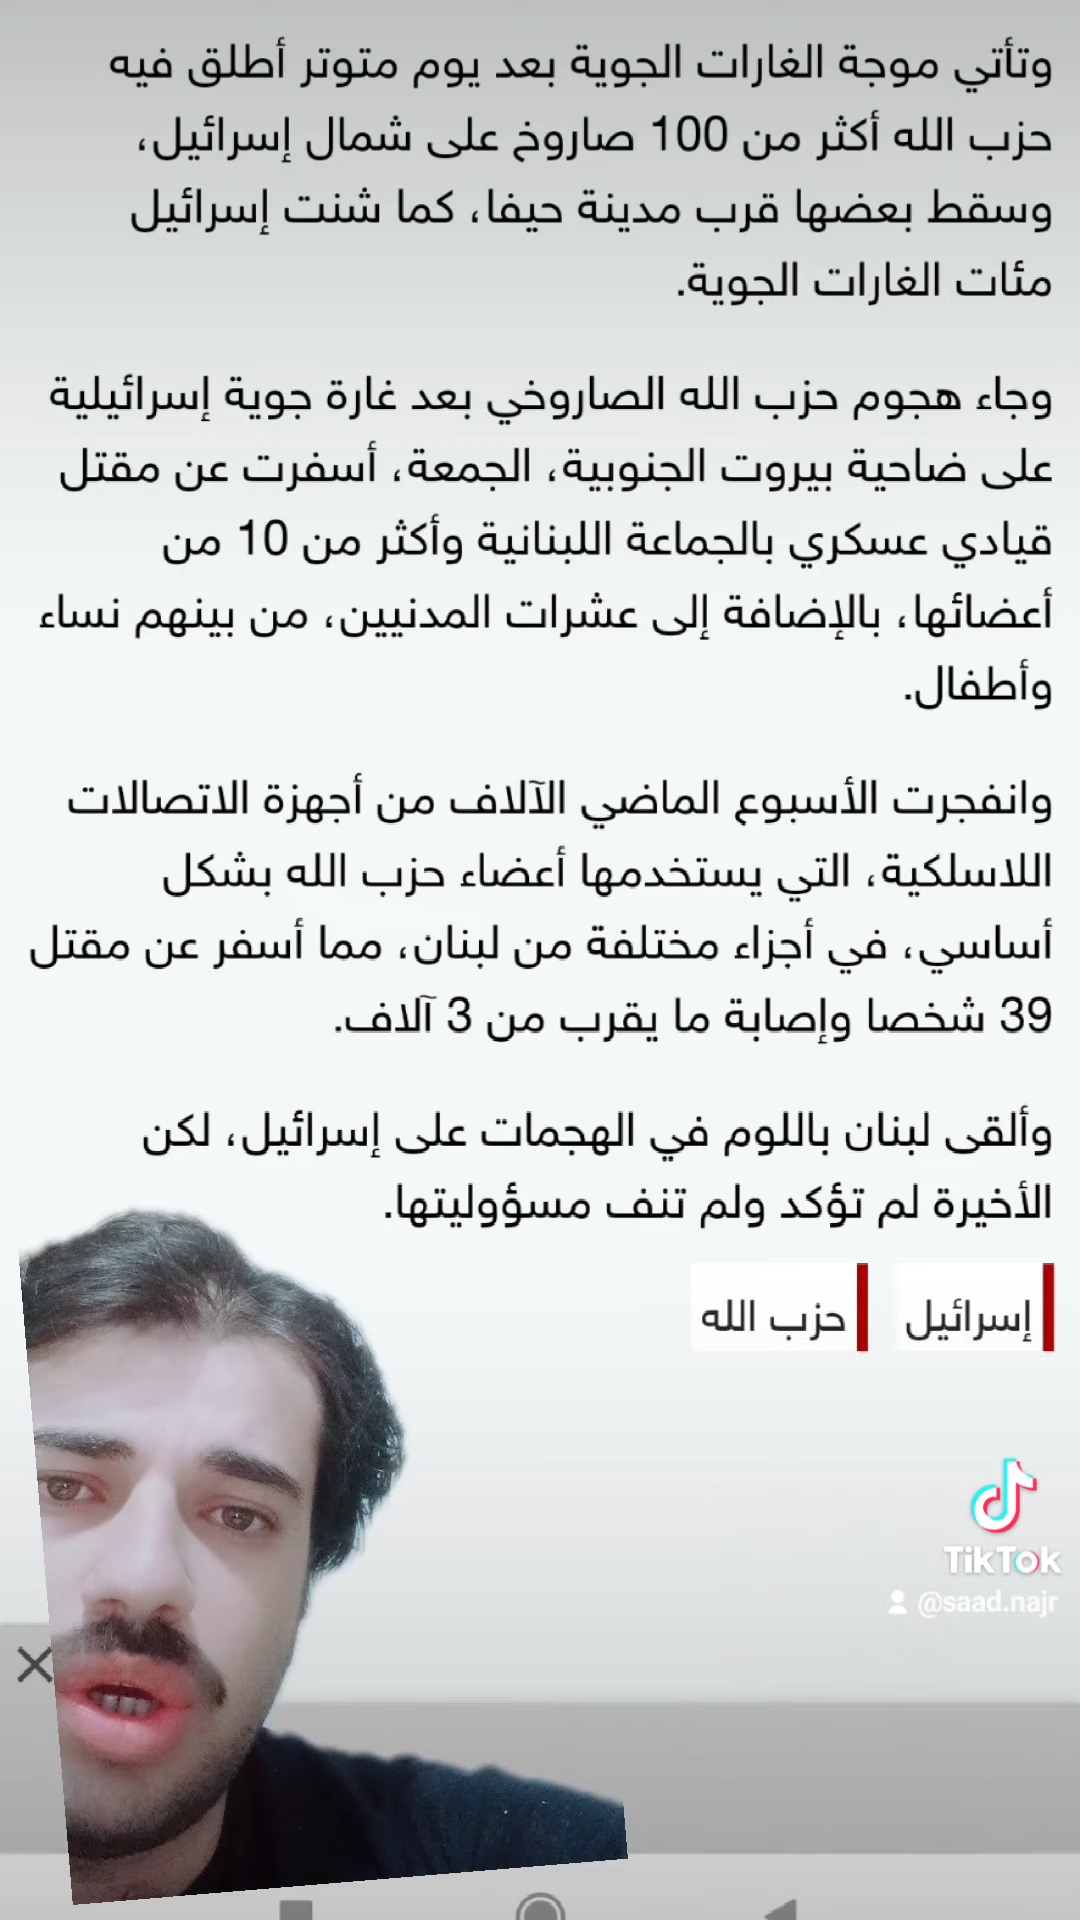 وتأتي موجة الغارات الجوية بعد يوم متوتر أطلق فيه
حزب الله أكثر من 100 صاروخ على شمال إسرائيل،
وسقط بعضها قرب مدينة حيفا، كما شنت إسرائيل
مئات الغارات الجوية.
وجاء هجوم حزب الله الصاروخي بعد غارة جوية إسرائيلية
على ضاحية بيروت الجنوبية، الجمعة، أسفرت عن مقتل
قيادي عسكري بالجماعة اللبنانية وأكثر من 10 من
أعضائها، بالإضافة إلى عشرات المدنيين، من بينهم نساء
وأطفال.
وانفجرت الأسبوع الماضي الآلاف من أجهزة الاتصالات
اللاسلكية، التي يستخدمها أعضاء حزب الله بشكل
أساسي، في أجزاء مختلفة من لبنان، مما أسفر عن مقتل
39 شخصا وإصابة ما يقرب من 3 آلاف.
وألقى لبنان باللوم في الهجمات على إسرائيل، لكن
الأخيرة لم تؤكد ولم تنف مسؤوليتها.
إسرائيل
حزب الله
TikTok
@saad.najr